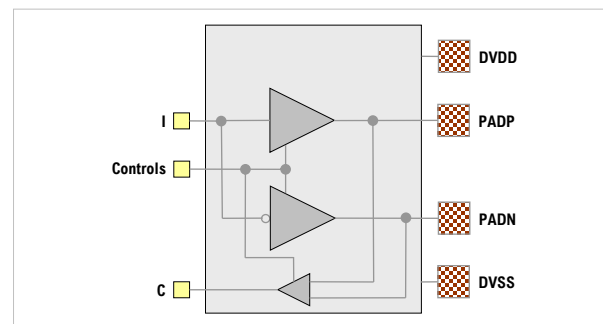 DVDD
I
PADP
Controls
PADN
C
DVSS